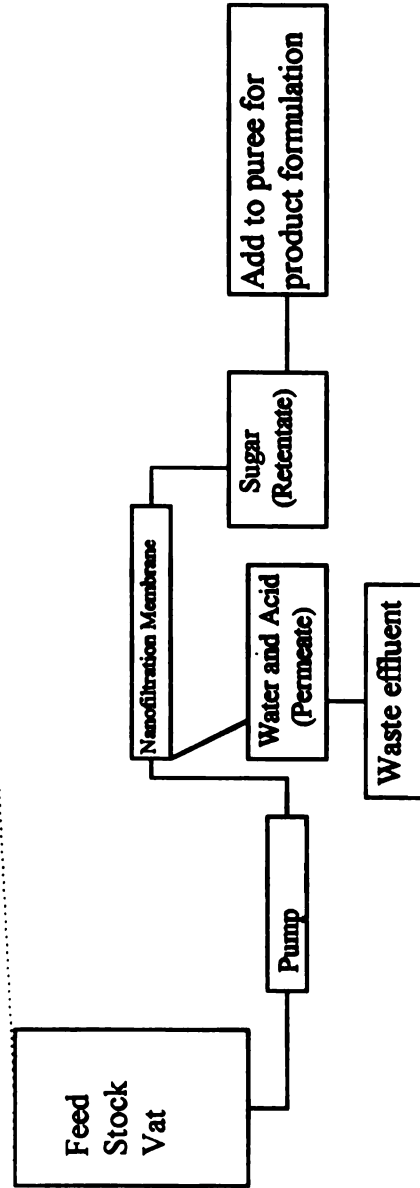 Feed
Stock
Vat
Pump
Nanofiltration Membrane
Water and Acid
(Permeate)
Waste effluent
Sugar
(Retentate)
Add to puree for
product formulation